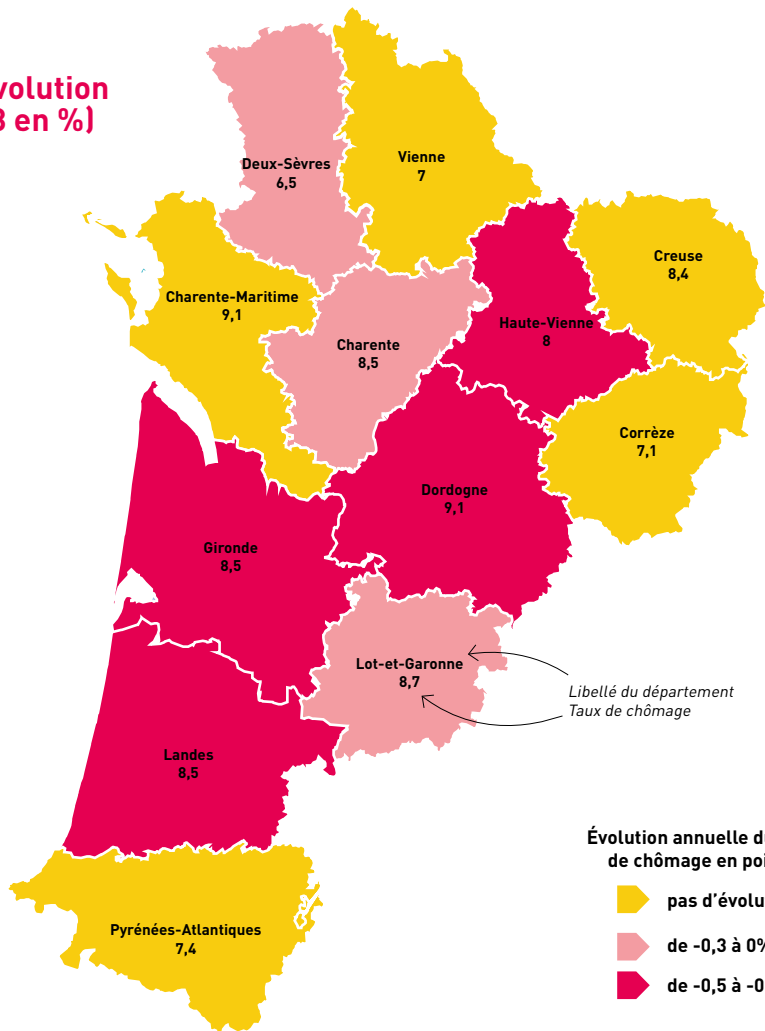 volution
en %)
Deux-Sèvres
6,5
Vienne
7
Creuse
8,4
Charente-Maritime
9,1
Haute-Vienne
8
Charente
8,5
Corrèze
7,1
Dordogne
9,1
Gironde
8,5
Lot-et-Garonne
8,7
Libellé du département
Taux de chômage
Landes
8,5
Évolution annuelle d
de chômage en poi
pas d'évolu
de -0,3 à 0%
de -0,5 à -0
Pyrénées-Atlantiques
7,4